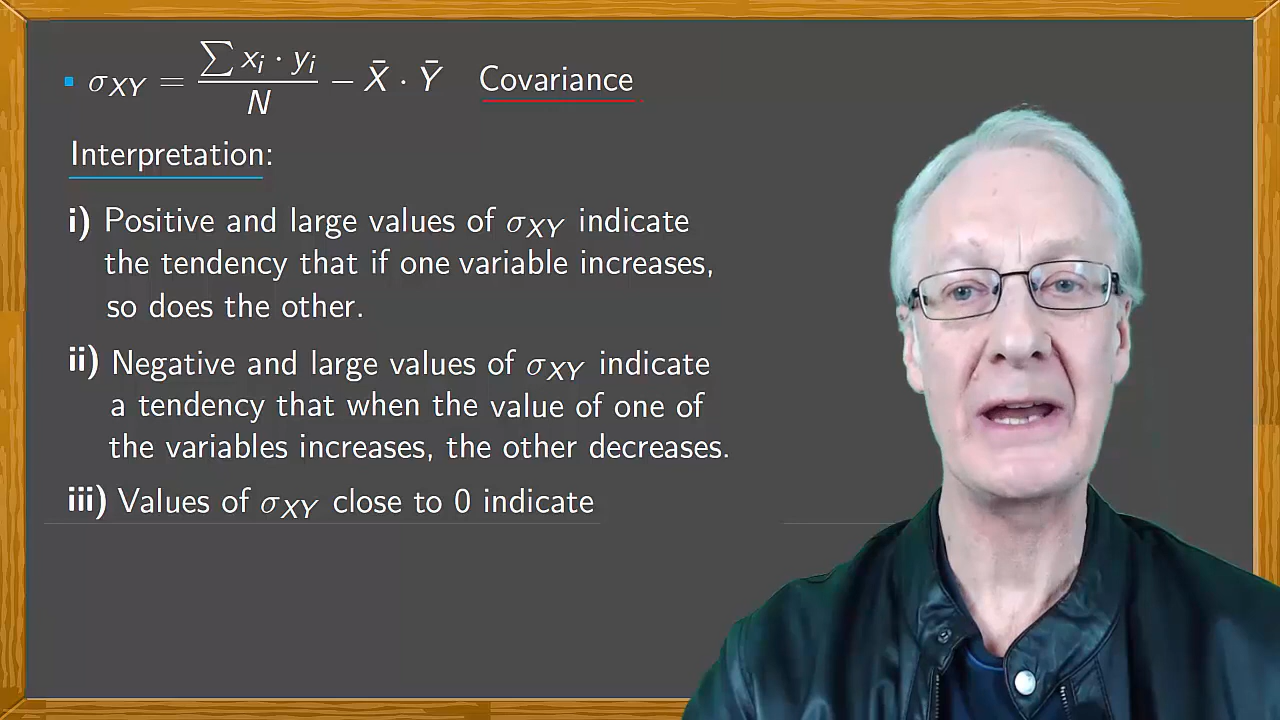 σXY = ∑ xi · yi / N − X̄ · Ȳ Covariance
Interpretation:
i) Positive and large values of σXY indicate
the tendency that if one variable increases,
so does the other.
ii) Negative and large values of σXY indicate
a tendency that when the value of one of
the variables increases, the other decreases.
iii) Values of σXY close to 0 indicate